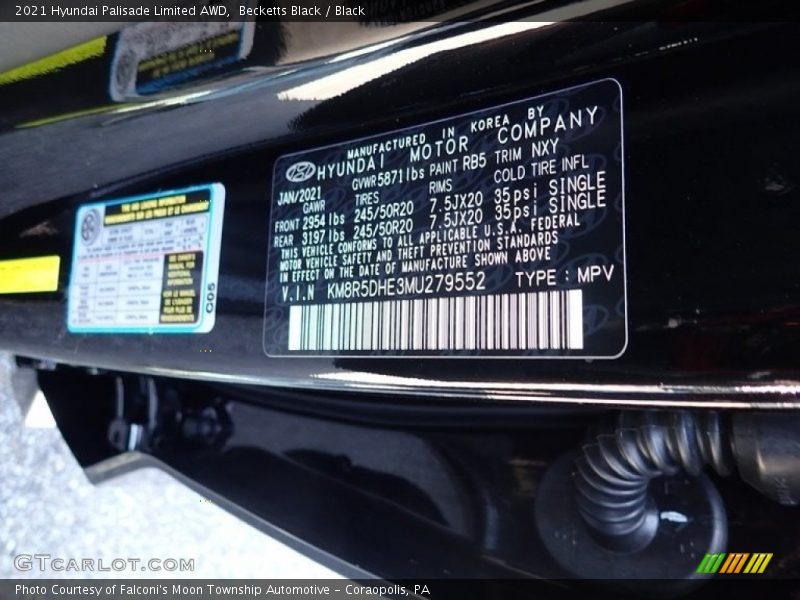 2021 Hyundai Palisade Limited AWD, Becketts Black / Black
MANUFACTURED IN KOREA BY
HYUNDAI MOTOR COMPANY
JAN/2021 GVWR 5871 lbs PAINT RB5 TRIM NXY
GAWR TIRES RIMS COLD TIRE INFL
FRONT 2954 lbs 245/50R20 7.5JX20 35psi SINGLE
REAR 3197 lbs 245/50R20 7.5JX20 35psi SINGLE
THIS VEHICLE CONFORMS TO ALL APPLICABLE U.S.A. FEDERAL
MOTOR VEHICLE SAFETY AND THEFT PREVENTION STANDARDS
IN EFFECT ON THE DATE OF MANUFACTURE SHOWN ABOVE
V.I.N KM8R5DHE3MU279552 TYPE : MPV
C05
GTCARLOT.COM
Photo Courtesy of Falconi's Moon Township Automotive - Coraopolis, PA